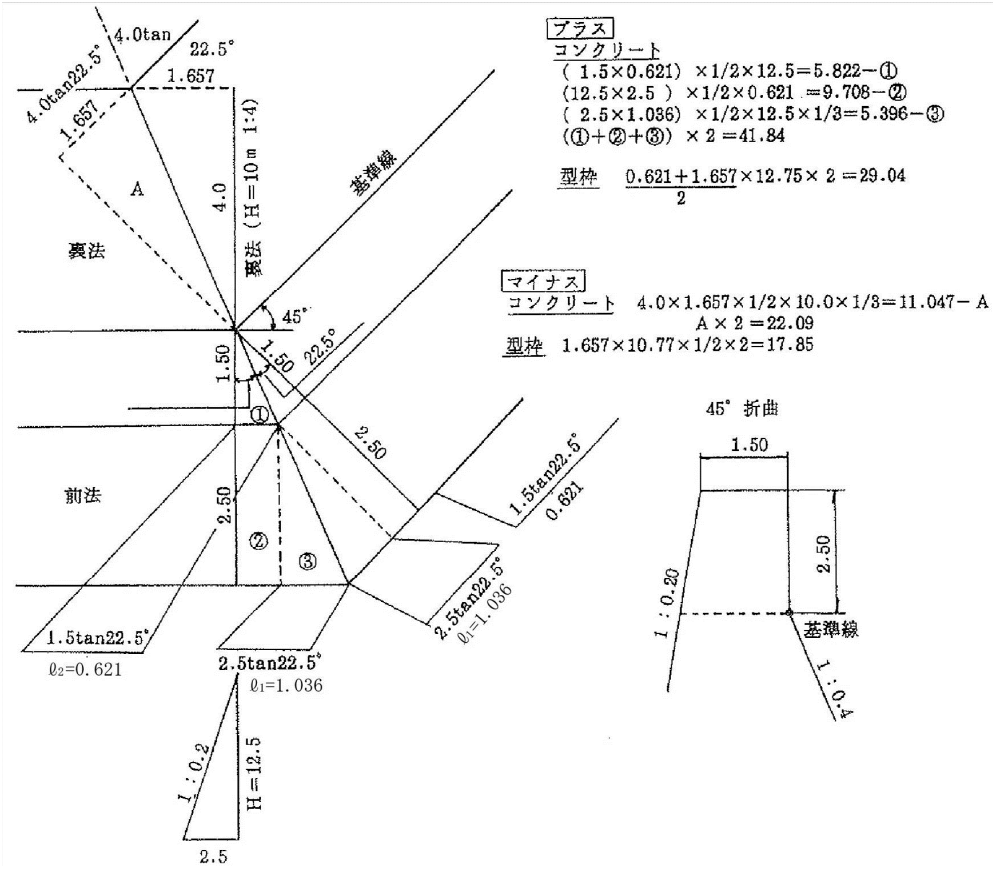 4.0tan
22.5°
4.0tan22.5°
1.657
1.657
A
4.0
裏法(H=10m 1:4)
裏法
基準線
45°
1.50
1.50
22.5°
①
2.50
前法
2.50
②
③
1.5tan22.5°
0.621
2.5tan22.5°
ℓ₁=1.036
1.5tan22.5°
ℓ₂=0.621
2.5tan22.5°
ℓ₁=1.036
1:0.2
H=12.5
2.5
プラス
コンクリート
( 1.5×0.621) ×1/2×12.5=5.822-①
(12.5×2.5 ) ×1/2×0.621 =9.708-②
( 2.5×1.036) ×1/2×12.5×1/3=5.396-③
(①+②+③) ×2=41.84
型枠 0.621+1.657×12.75×2=29.04
2
マイナス
コンクリート 4.0×1.657×1/2×10.0×1/3=11.047-A
A×2=22.09
型枠 1.657×10.77×1/2×2=17.85
45° 折曲
1.50
2.50
1:0.20
基準線
1:0.4